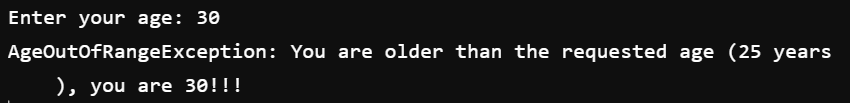 Enter your age: 30
AgeOutOfRangeException: You are older than the requested age (25 years
    ), you are 30!!!